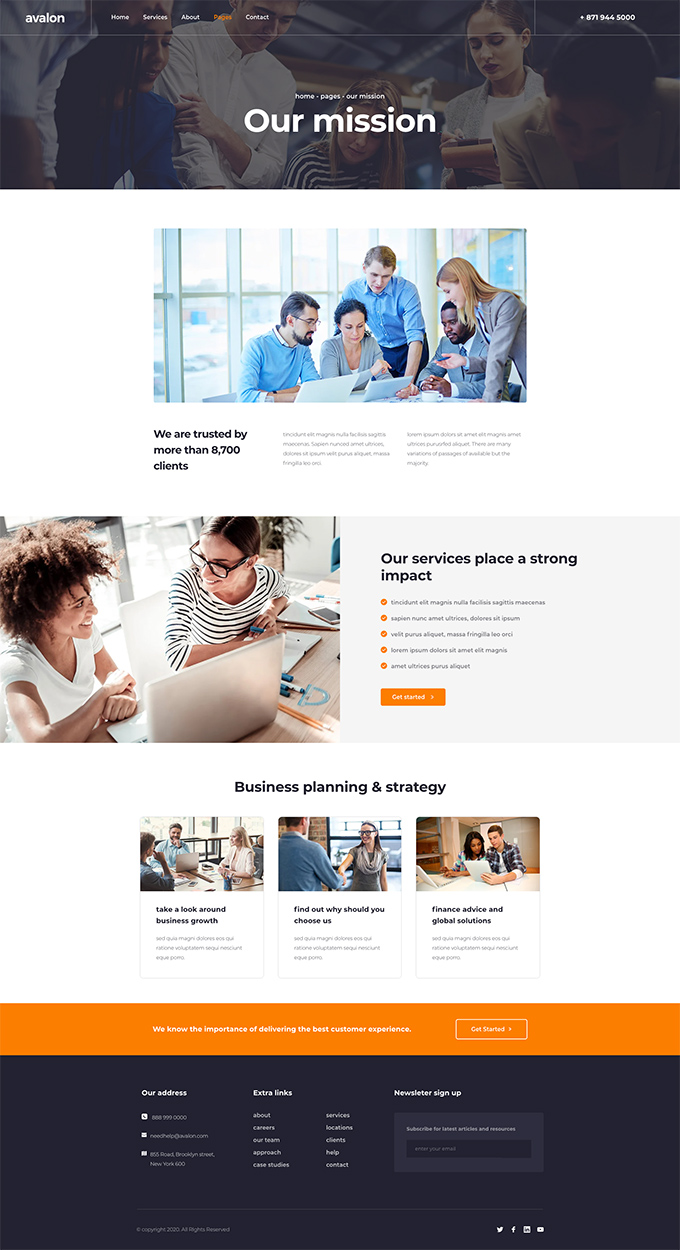 avalon
Home Services About Pages Contact
+ 871 944 5000
home - pages - our mission
Our mission
We are trusted by
more than 8,700
clients
tincidunt elit magnis nulla facilisis sagittis
maecenas. Sapien nunced amet ultrices,
dolores sit ipsum velit purus aliquet, massa
fringilla leo orci.
lorem ipsum dolors sit amet elit magnis amet
ultrices pururrfed aliquet. There are many
variations of passages of available but the
majority.
Our services place a strong
impact
tincidunt elit magnis nulla facilisis sagittis maecenas
sapien nunc amet ultrices, dolores sit ipsum
velit purus aliquet, massa fringilla leo orci
lorem ipsum dolors sit amet elit magnis
amet ultrices purus aliquet
Get started >
Business planning & strategy
take a look around
business growth
sed quia magni dolores eos qui
ratione voluptatem sequi nesciunt
eque porro.
find out why should you
choose us
sed quia magni dolores eos qui
ratione voluptatem sequi nesciunt
eque porro.
finance advice and
global solutions
sed quia magni dolores eos qui
ratione voluptatem sequi nesciunt
eque porro.
We know the importance of delivering the best customer experience.
Get Started >
Our address
888 999 0000
needhelp@avalon.com
855 Road, Brooklyn street,
New York 600
Extra links
about
careers
our team
approach
case studies
services
locations
clients
help
contact
Newsleter sign up
Subscribe for latest articles and resources
enter your email
© copyright 2020. All Rights Reserved